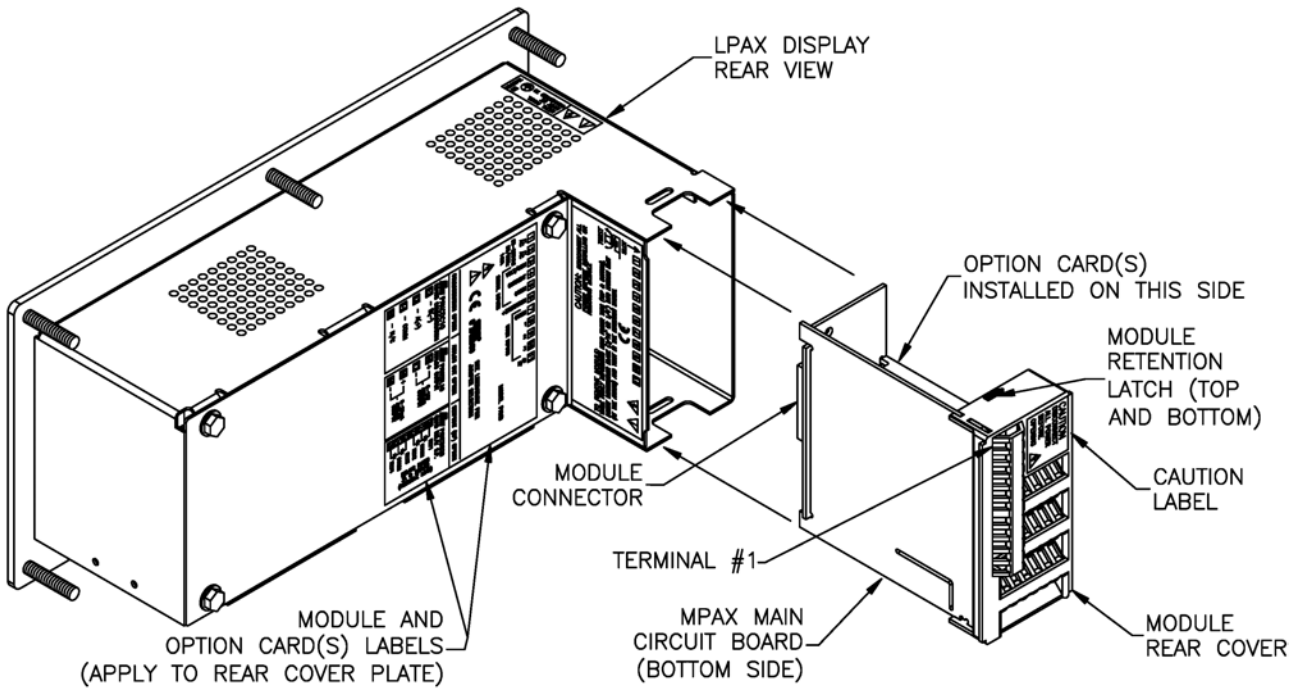 LPAX DISPLAY
REAR VIEW
OPTION CARD(S)
INSTALLED ON THIS SIDE
MODULE
RETENTION
LATCH (TOP
AND BOTTOM)
CAUTION
LABEL
MODULE
CONNECTOR
TERMINAL #1
MODULE AND
OPTION CARD(S) LABELS
(APPLY TO REAR COVER PLATE)
MPAX MAIN
CIRCUIT BOARD
(BOTTOM SIDE)
MODULE
REAR COVER